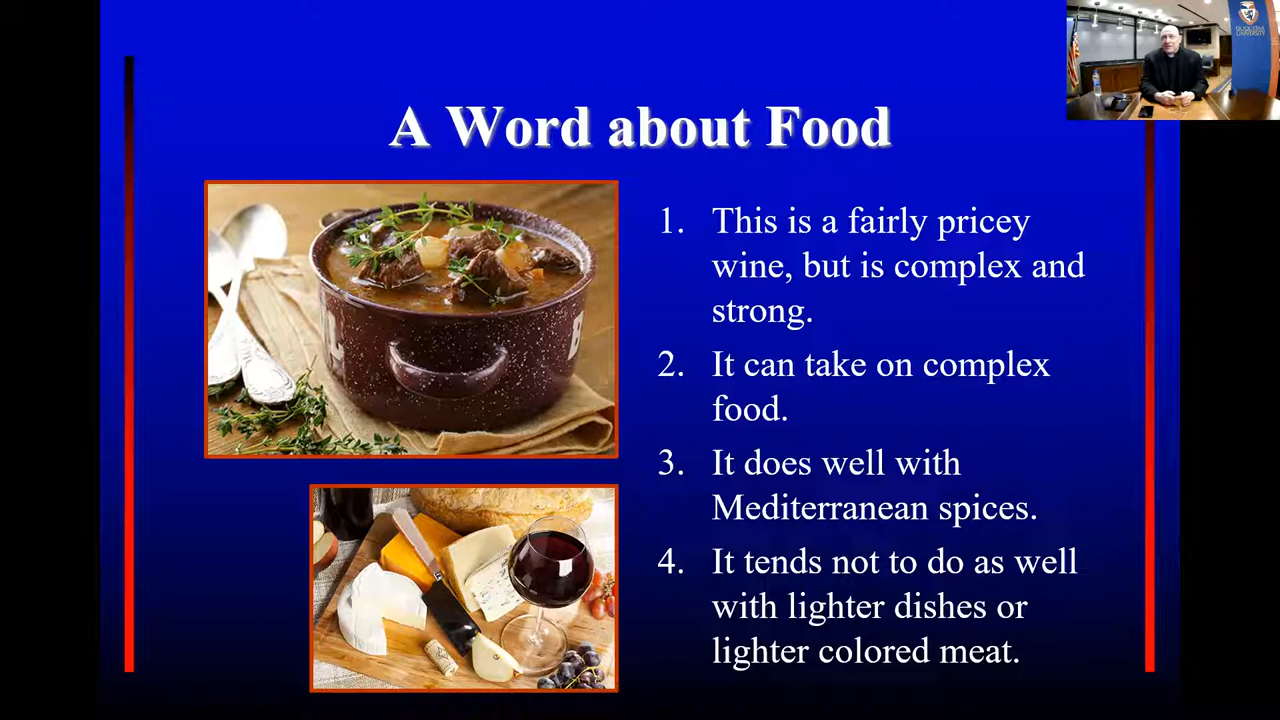 DUQUESNE
UNIVERSITY
A Word about Food
1. This is a fairly pricey
wine, but is complex and
strong.
2. It can take on complex
food.
3. It does well with
Mediterranean spices.
4. It tends not to do as well
with lighter dishes or
lighter colored meat.